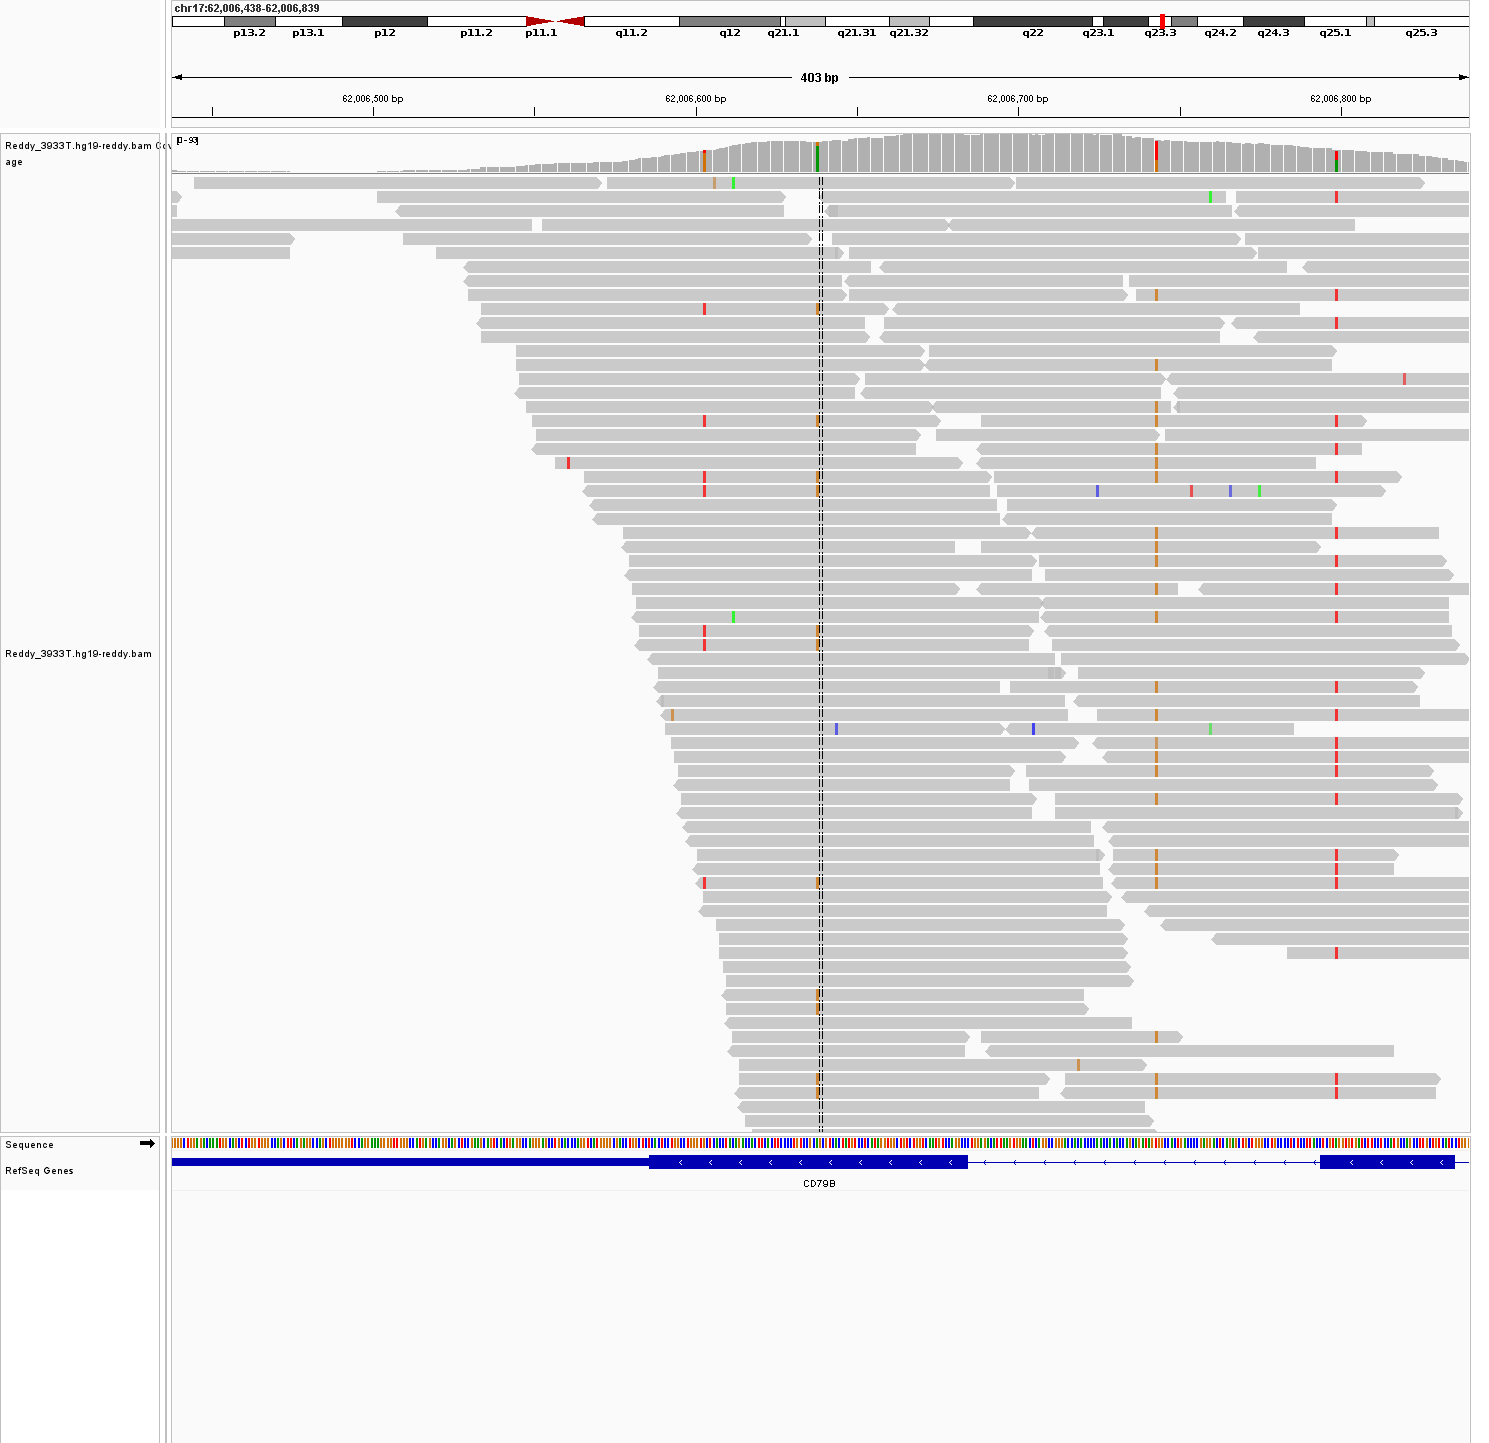 chr17:62,006,438-62,006,839
p13.2 p13.1 p12 p11.2 p11.1 q11.2 q12 q21.1 q21.31 q21.32 q22 q23.1 q23.3 q24.2 q24.3 q25.1 q25.3
403 bp
62,006,500 bp 62,006,600 bp 62,006,700 bp 62,006,800 bp
[0 - 93]
Reddy_3933T.hg19-reddy.bam Cov
age
Reddy_3933T.hg19-reddy.bam
Sequence
RefSeq Genes
CD79B